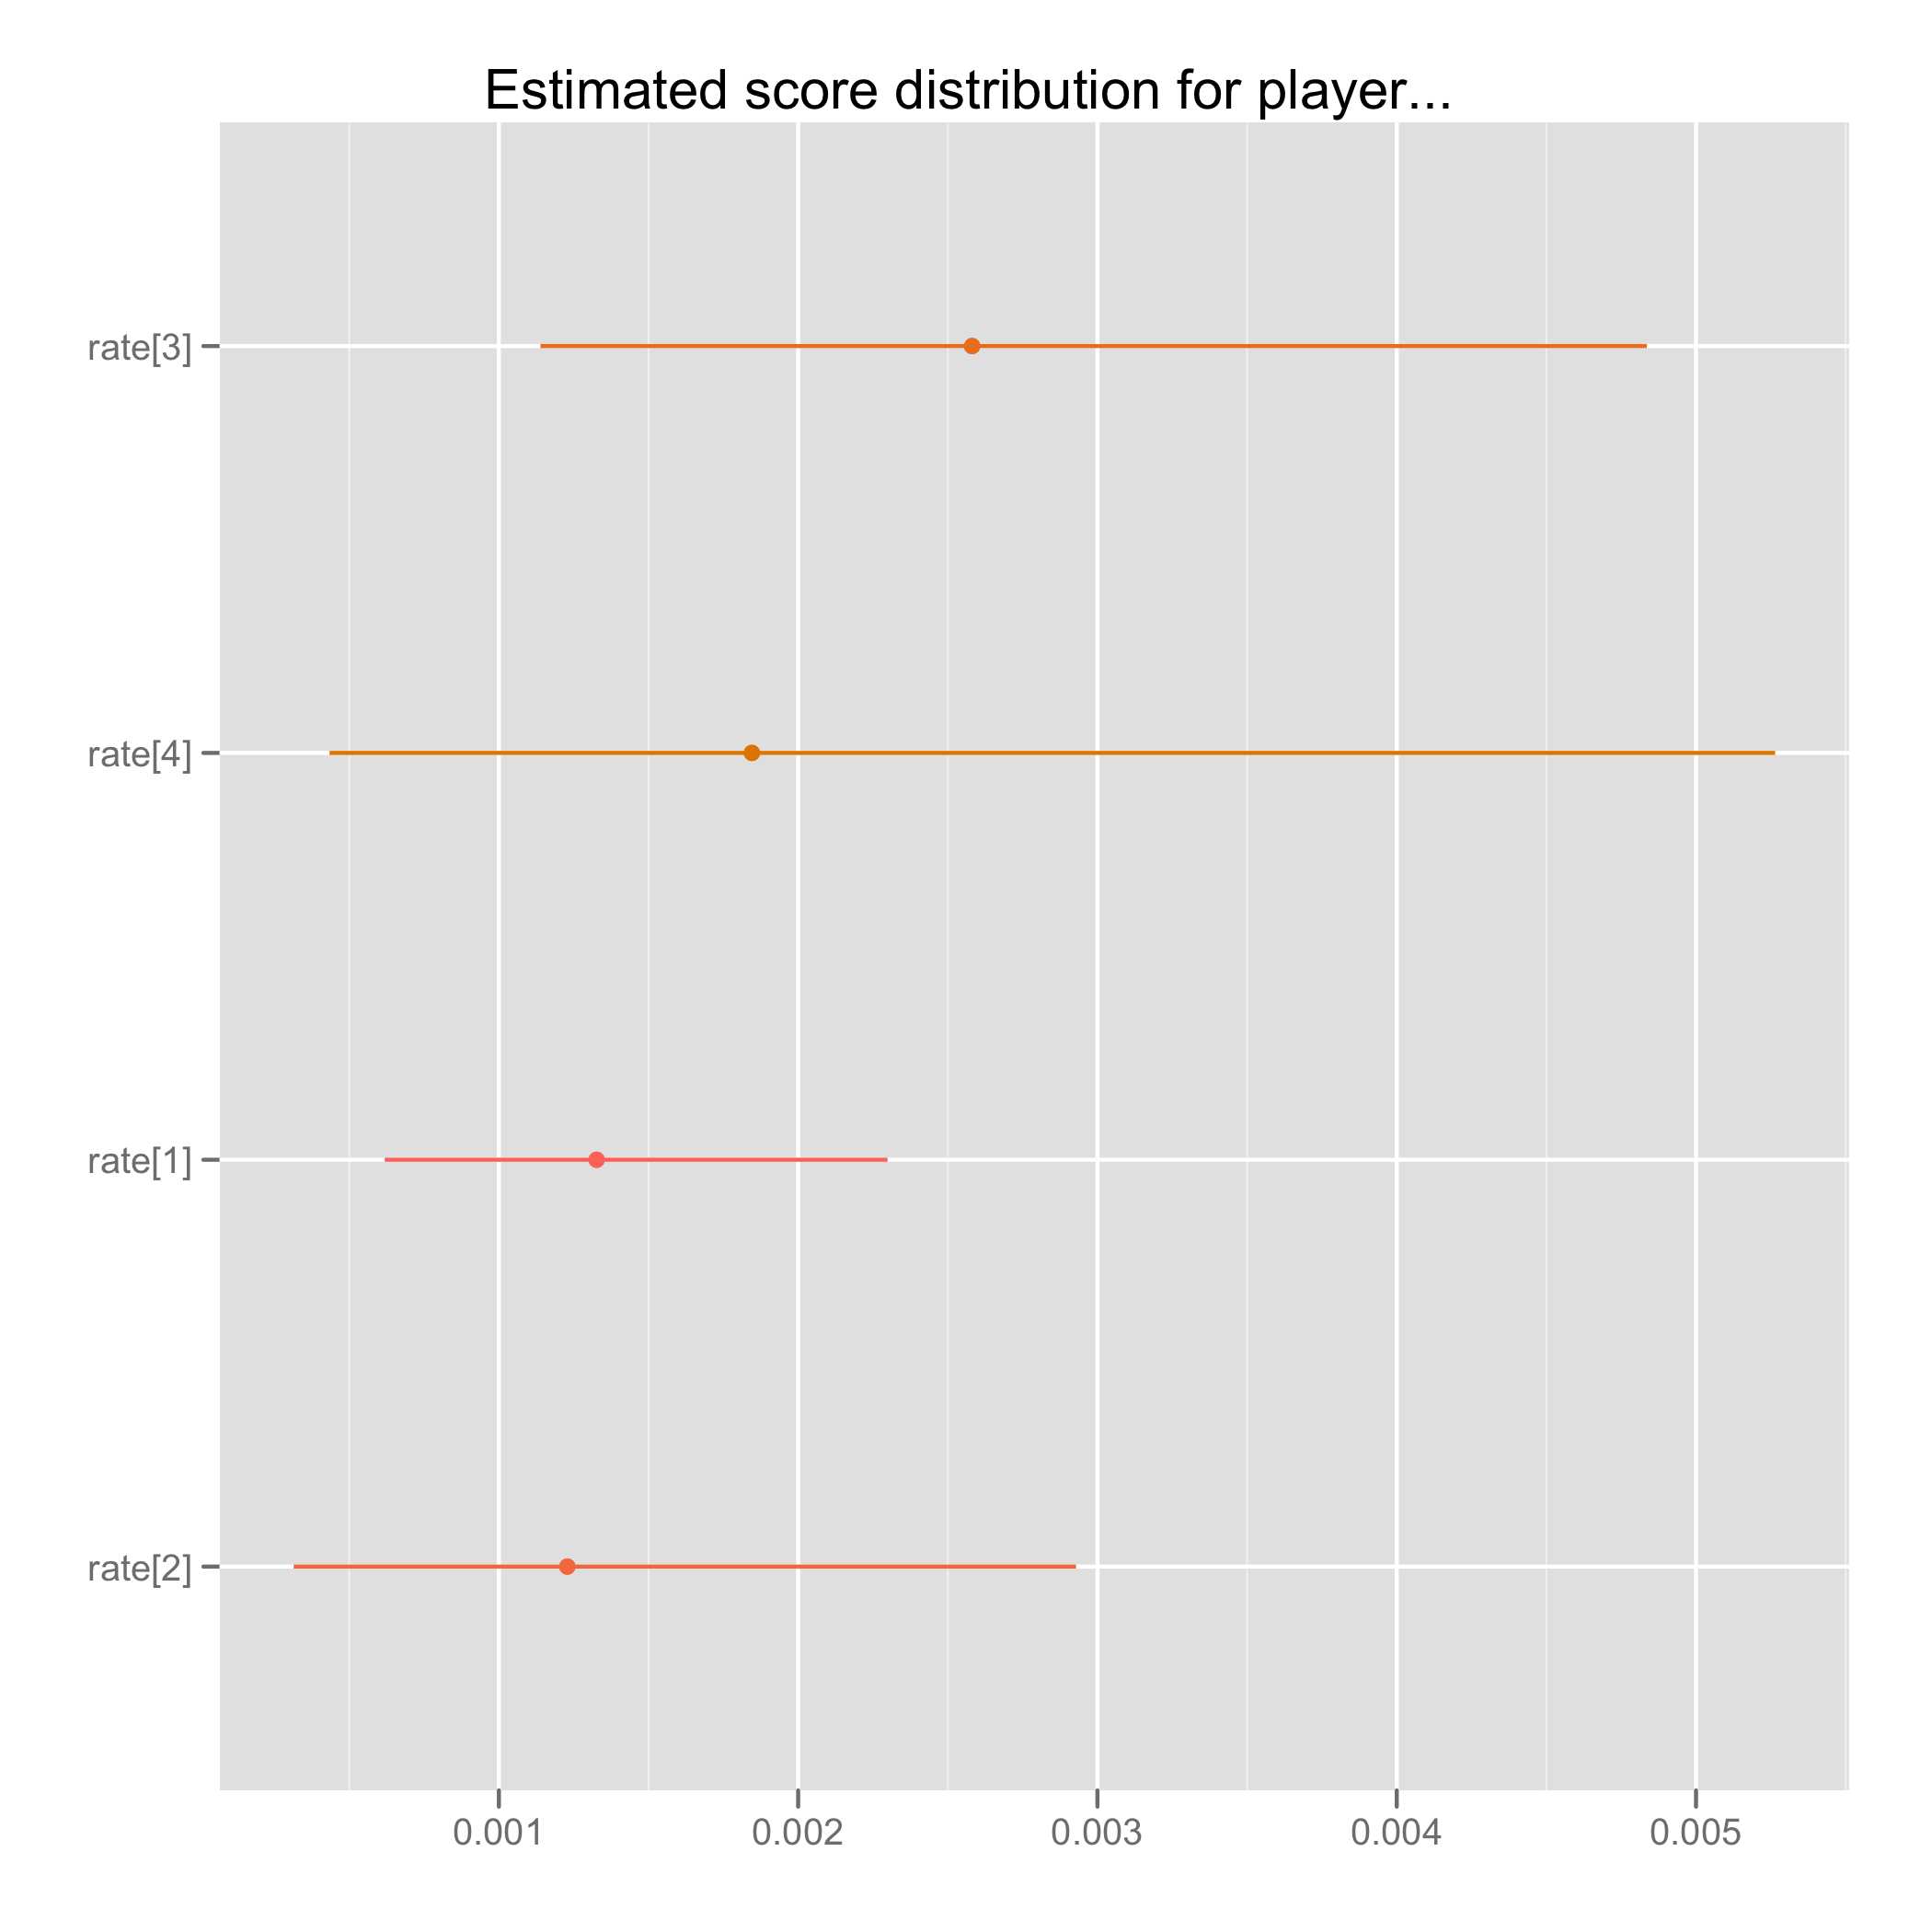 Estimated score distribution for player...
rate[3]
rate[4]
rate[1]
rate[2]
0.001 0.002 0.003 0.004 0.005